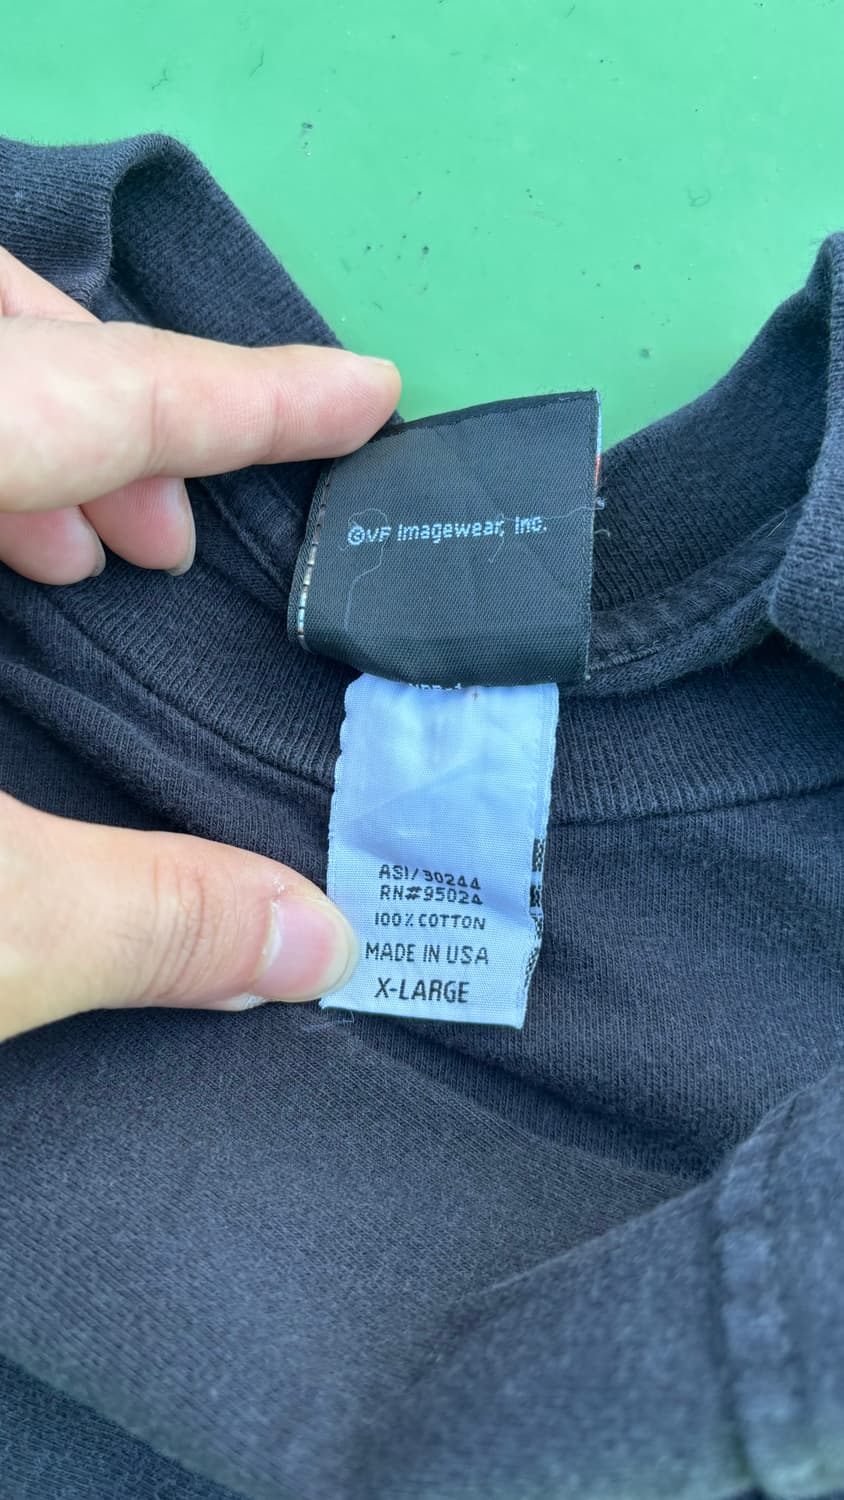 ©VF Imagewear, Inc.
ASI/30244
RN#95024
100% COTTON
MADE IN USA
X-LARGE